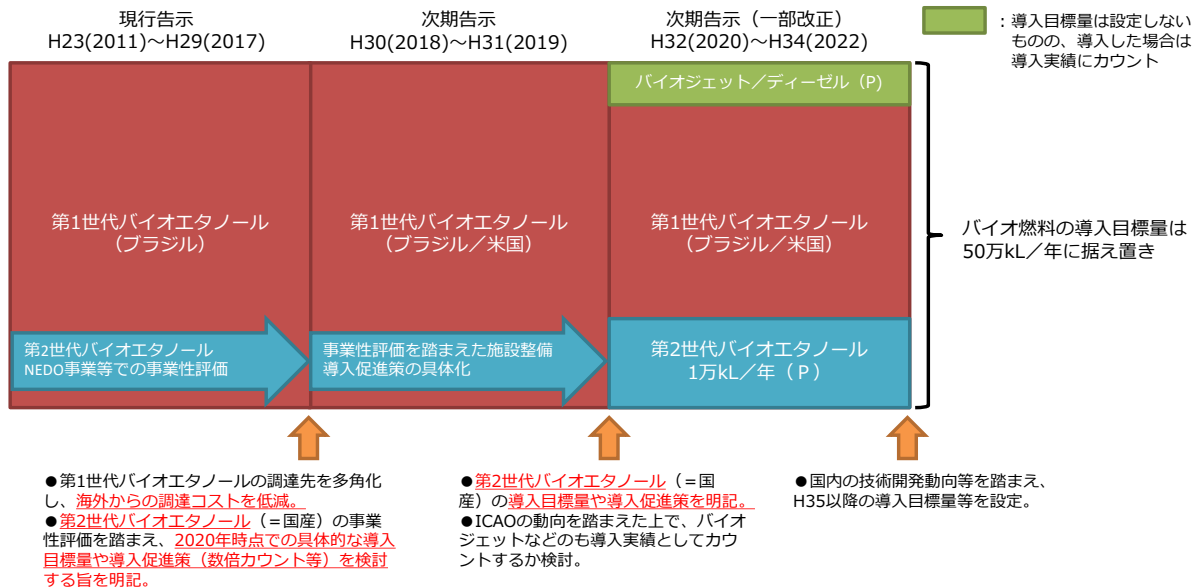 現行告示
H23(2011)～H29(2017)
次期告示
H30(2018)～H31(2019)
次期告示（一部改正）
H32(2020)～H34(2022)
：導入目標量は設定しない
ものの、導入した場合は
導入実績にカウント
バイオジェット／ディーゼル（P)
第1世代バイオエタノール
（ブラジル）
第1世代バイオエタノール
（ブラジル／米国）
第1世代バイオエタノール
（ブラジル／米国）
バイオ燃料の導入目標量は
50万kL／年に据え置き
第2世代バイオエタノール
NEDO事業等での事業性評価
事業性評価を踏まえた施設整備
導入促進策の具体化
第2世代バイオエタノール
1万kL／年（Ｐ）
●第1世代バイオエタノールの調達先を多角化
し、海外からの調達コストを低減。
●第2世代バイオエタノール（＝国産）の事業
性評価を踏まえ、2020年時点での具体的な導入
目標量や導入促進策（数倍カウント等）を検討
する旨を明記。
●第2世代バイオエタノール（＝国
産）の導入目標量や導入促進策を明記。
●ICAOの動向を踏まえた上で、バイオ
ジェットなどのも導入実績としてカウ
ントするか検討。
●国内の技術開発動向等を踏まえ、
H35以降の導入目標量等を設定。